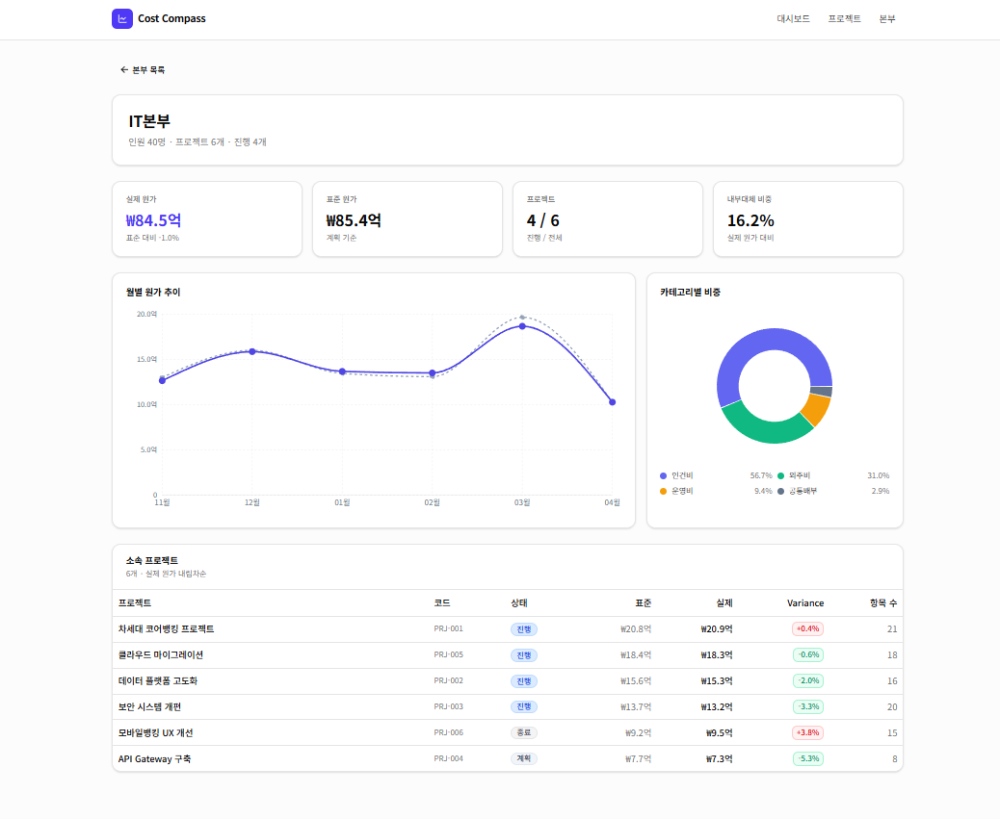 Cost Compass
대시보드 프로젝트 본부
← 본부 목록
IT본부
인원 40명 · 프로젝트 6개 · 진행 4개
실제 원가
₩84.5억
표준 대비 -1.0%
표준 원가
₩85.4억
계획 기준
프로젝트
4 / 6
진행 / 전체
내부대체 비중
16.2%
실제 원가 대비
월별 원가 추이
20.0억
15.0억
10.0억
5.0억
0
11월 12월 01월 02월 03월 04월
카테고리별 비중
인건비 56.7% 외주비 31.0%
운영비 9.4% 공통배부 2.9%
소속 프로젝트
6개 · 실제 원가 내림차순
프로젝트 코드 상태 표준 실제 Variance 항목 수
차세대 코어뱅킹 프로젝트 PRJ-001 진행 ₩20.8억 ₩20.9억 +0.4% 21
클라우드 마이그레이션 PRJ-005 진행 ₩18.4억 ₩18.3억 -0.6% 18
데이터 플랫폼 고도화 PRJ-002 진행 ₩15.6억 ₩15.3억 -2.0% 16
보안 시스템 개편 PRJ-003 진행 ₩13.7억 ₩13.2억 -3.3% 20
모바일뱅킹 UX 개선 PRJ-006 종료 ₩9.2억 ₩9.5억 +3.8% 15
API Gateway 구축 PRJ-004 계획 ₩7.7억 ₩7.3억 -5.3% 8